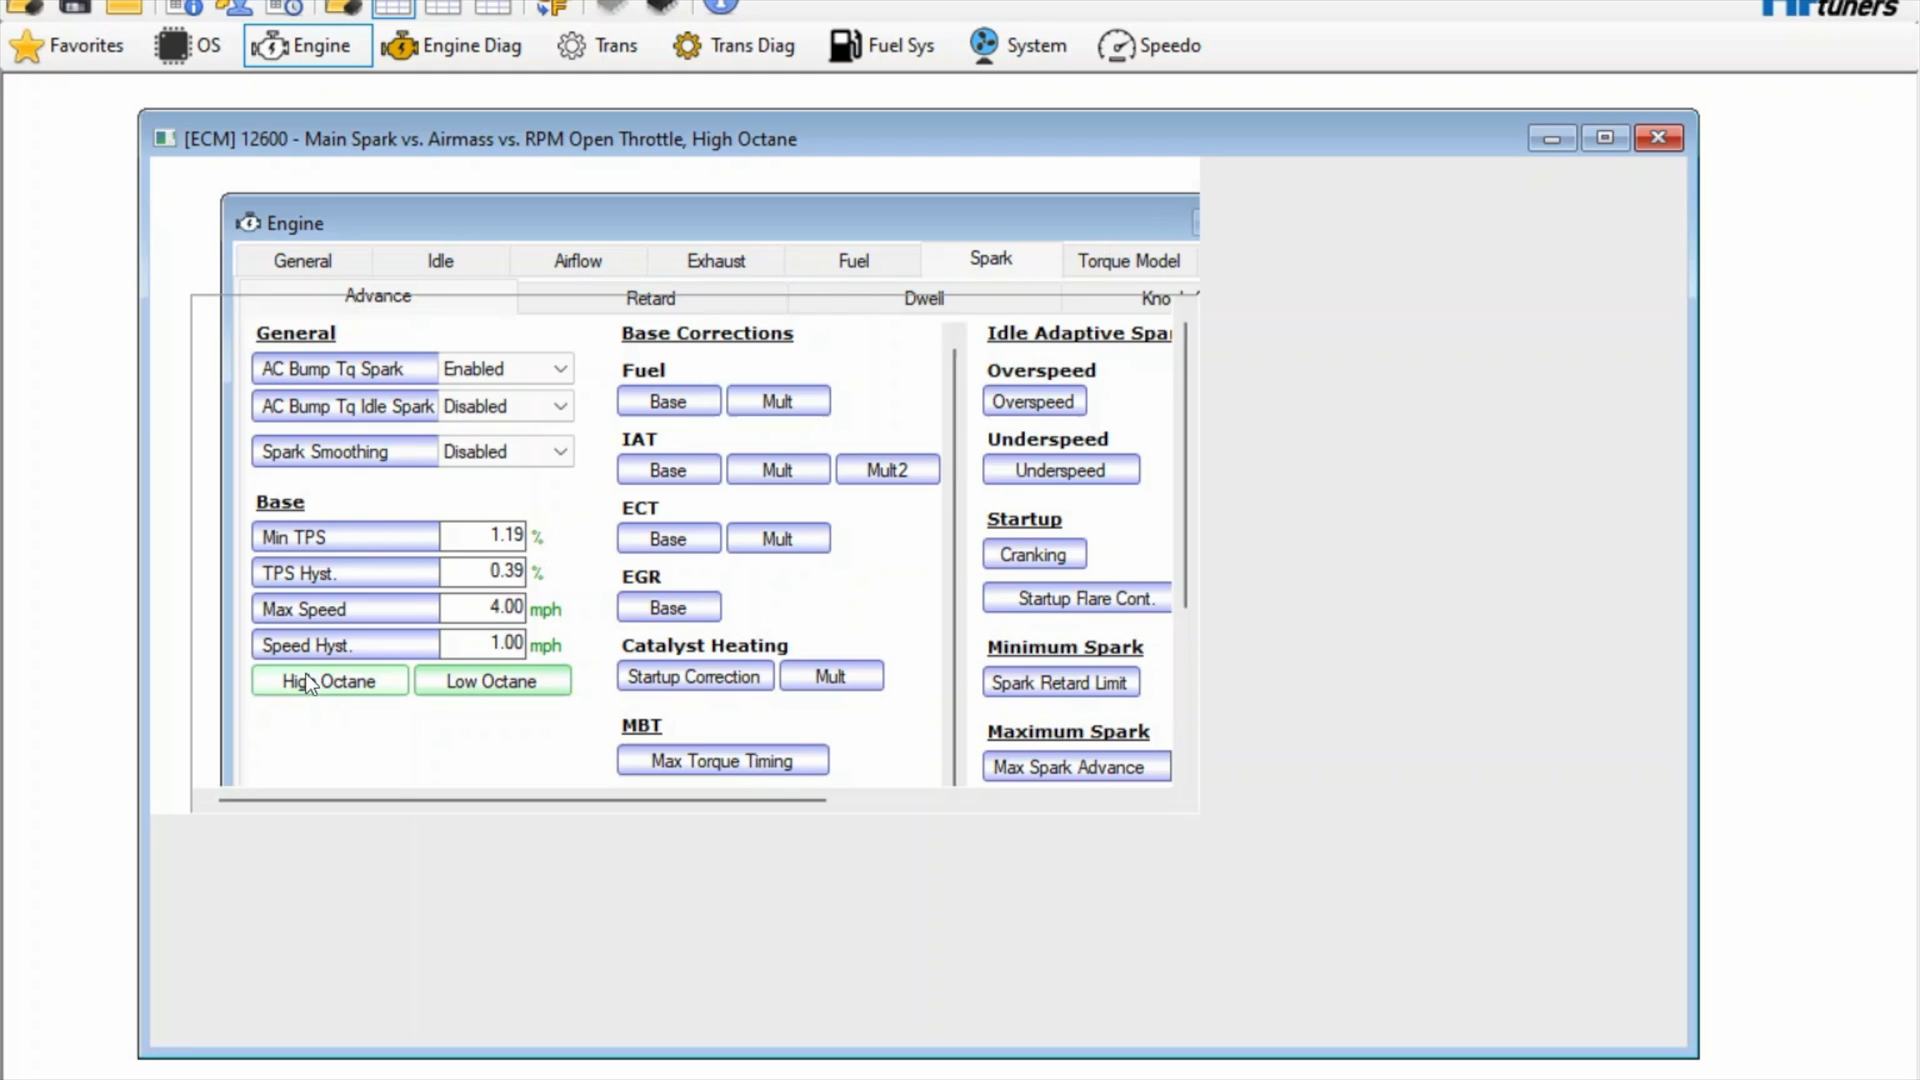 tuners
Favorites OS Engine Engine Diag Trans Trans Diag Fuel Sys System Speedo
[ECM] 12600 - Main Spark vs. Airmass vs. RPM Open Throttle, High Octane
Engine
General Idle Airflow Exhaust Fuel Spark Torque Model
Advance Retard Dwell Kno
General Base Corrections Idle Adaptive Spar
AC Bump Tq Spark Enabled Fuel Overspeed
AC Bump Tq Idle Spark Disabled Base Mult Overspeed
IAT Underspeed
Spark Smoothing Disabled Base Mult Mult2 Underspeed
Base ECT Startup
Min TPS 1.19 % Base Mult Cranking
TPS Hyst. 0.39 % EGR
Max Speed 4.00 mph Base Startup Flare Cont.
Speed Hyst. 1.00 mph Catalyst Heating Minimum Spark
High Octane Low Octane Startup Correction Mult Spark Retard Limit
MBT Maximum Spark
Max Torque Timing Max Spark Advance